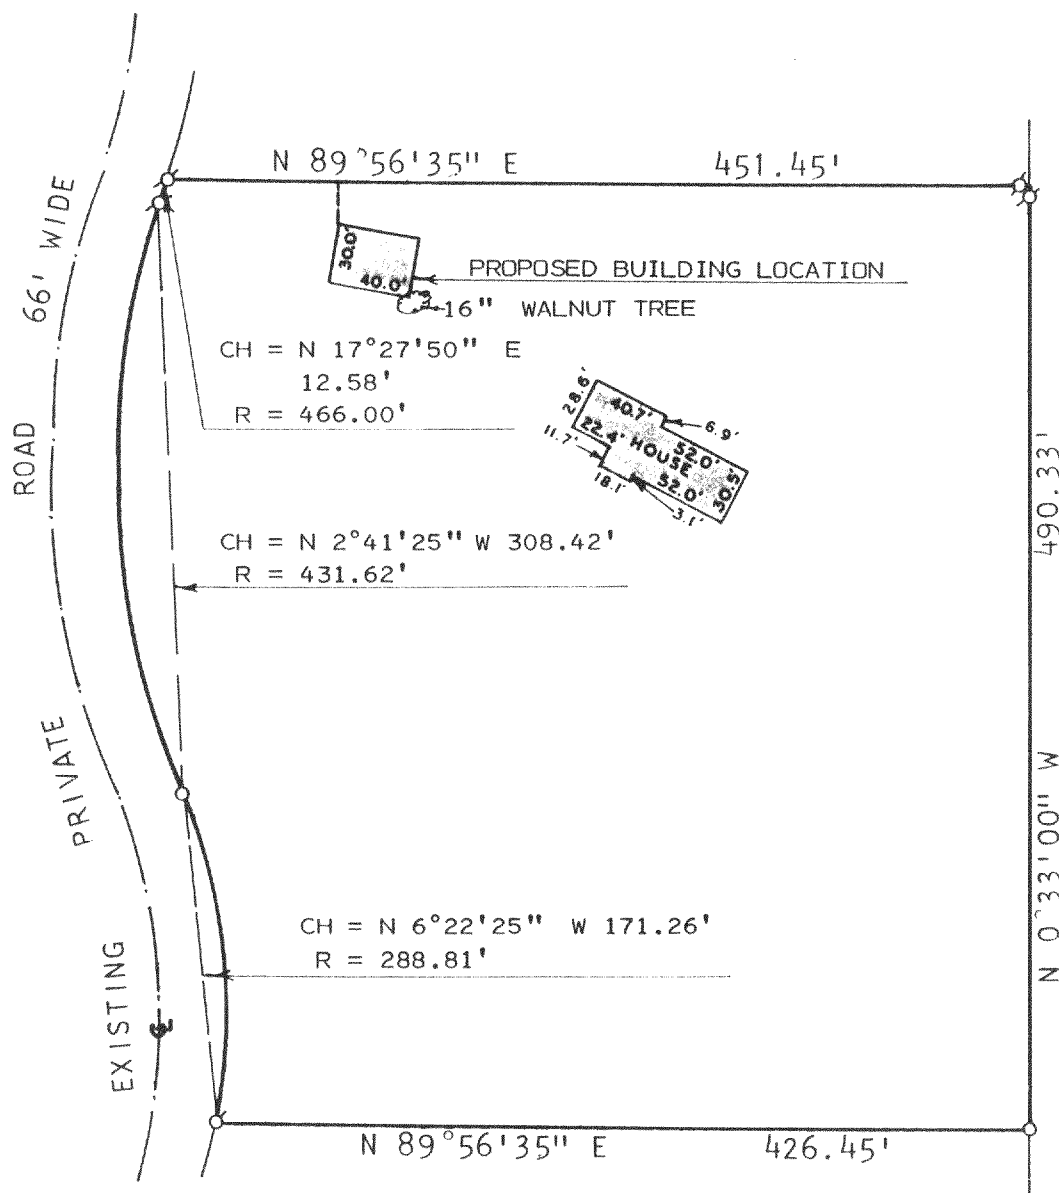 N 89°56'35" E 451.45'
66' WIDE
ROAD
PRIVATE
EXISTING
30.0'
40.0'
PROPOSED BUILDING LOCATION
16" WALNUT TREE
CH = N 17°27'50" E
12.58'
R = 466.00'
28.6'
40.7'
6.9'
11.7'
22.4' HOUSE
52.0'
18.1'
52.0'
30.5'
3.1'
CH = N 2°41'25" W 308.42'
R = 431.62'
490.33'
N 0°33'00" W
CH = N 6°22'25" W 171.26'
R = 288.81'
N 89°56'35" E 426.45'